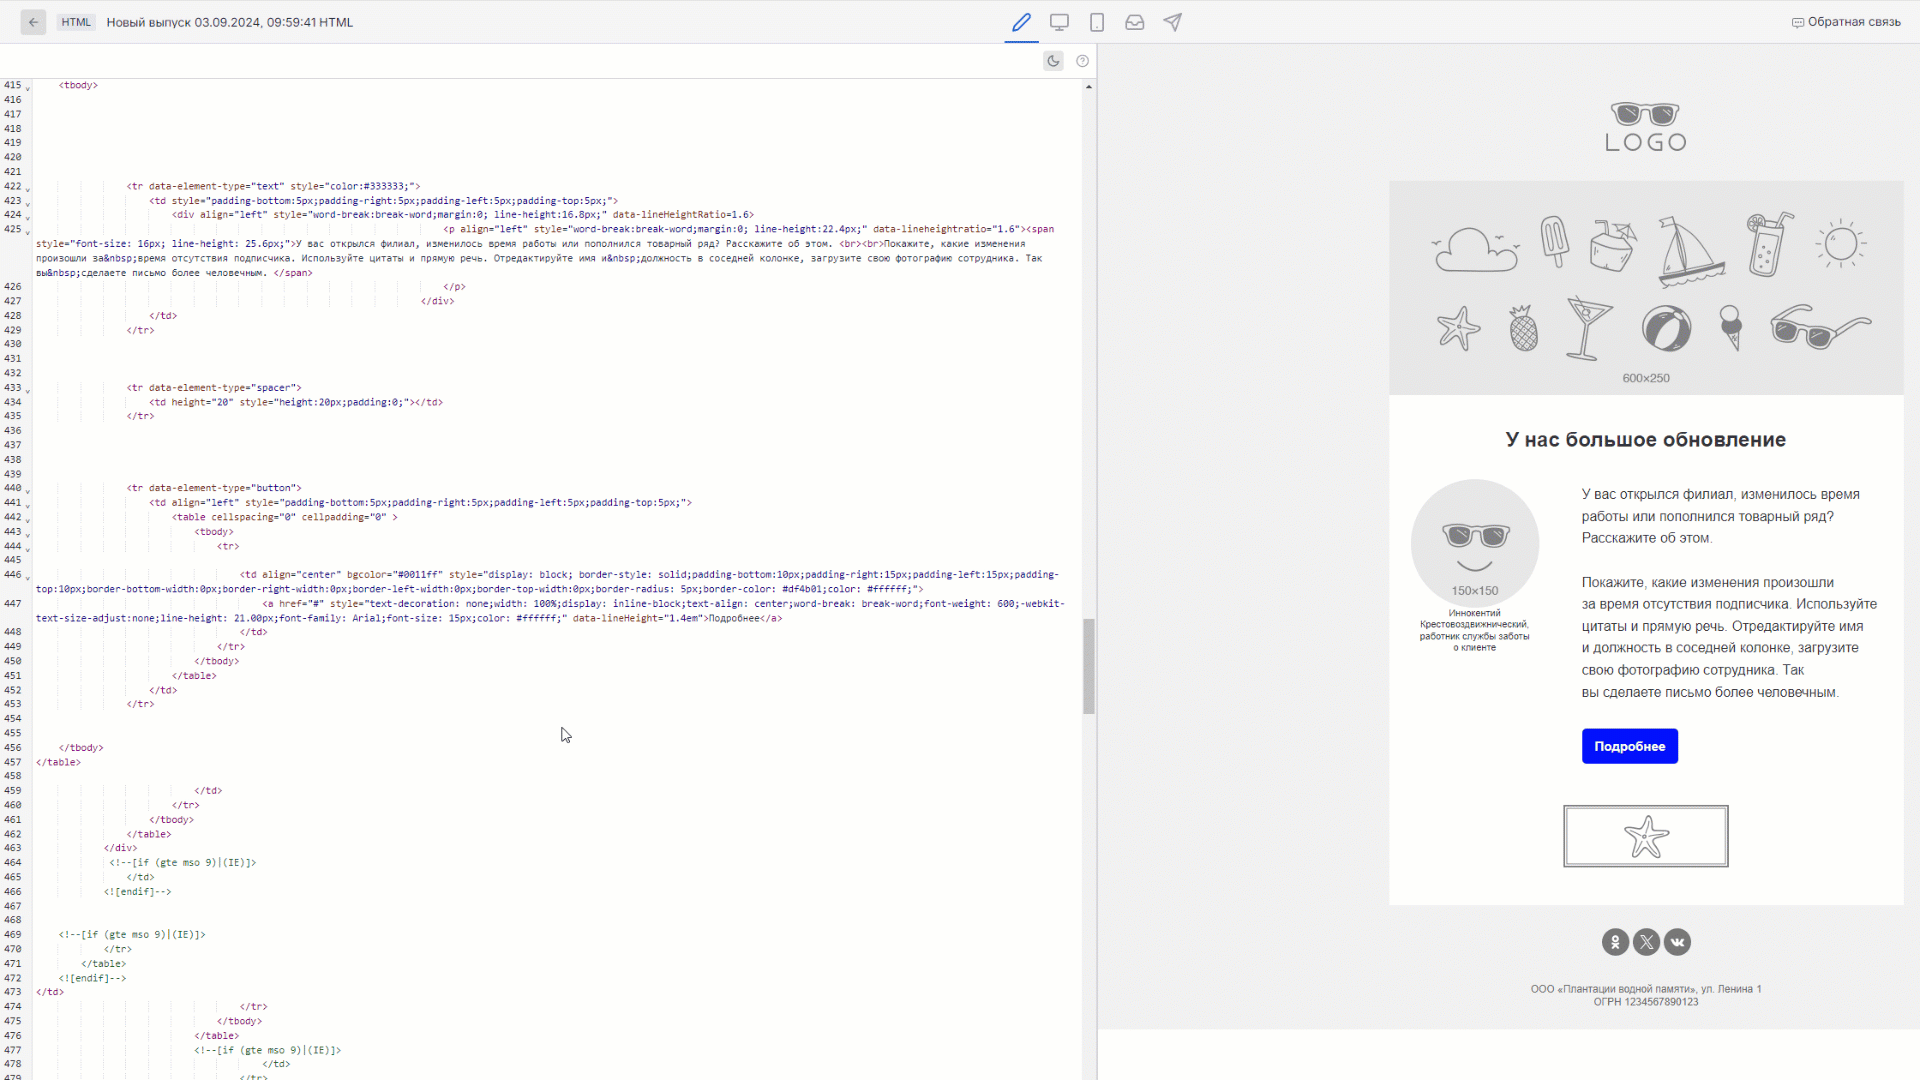 HTML Новый выпуск 03.09.2024, 09:59:41 HTML
Обратная связь
415 <tbody>
416
417
418
419
420
421
422 <tr data-element-type="text" style="color:#333333;">
423 <td style="padding-bottom:5px;padding-right:5px;padding-left:5px;padding-top:5px;">
424 <div align="left" style="word-break:break-word;margin:0; line-height:16.8px;" data-lineHeightRatio=1.6>
425 <p align="left" style="word-break:break-word;margin:0; line-height:22.4px;" data-lineheightratio="1.6"><span
style="font-size: 16px; line-height: 25.6px;">У вас открылся филиал, изменилось время работы или пополнился товарный ряд? Расскажите об этом. <br><br>Покажите, какие изменения
произошли за&nbsp;время отсутствия подписчика. Используйте цитаты и прямую речь. Отредактируйте имя и&nbsp;должность в соседней колонке, загрузите свою фотографию сотрудника. Так
вы&nbsp;сделаете письмо более человечным. </span>
426 </p>
427 </div>
428 </td>
429 </tr>
430
431
432
433 <tr data-element-type="spacer">
434 <td height="20" style="height:20px;padding:0;"></td>
435 </tr>
436
437
438
439
440 <tr data-element-type="button">
441 <td align="left" style="padding-bottom:5px;padding-right:5px;padding-left:5px;padding-top:5px;">
442 <table cellspacing="0" cellpadding="0" >
443 <tbody>
444 <tr>
445
446 <td align="center" bgcolor="#0011ff" style="display: block; border-style: solid;padding-bottom:10px;padding-right:15px;padding-left:15px;padding-
top:10px;border-bottom-width:0px;border-right-width:0px;border-left-width:0px;border-top-width:0px;border-radius: 5px;border-color: #df4b01;color: #ffffff;">
447 <a href="#" style="text-decoration: none;width: 100%;display: inline-block;text-align: center;word-break: break-word;font-weight: 600;-webkit-
text-size-adjust:none;line-height: 21.00px;font-family: Arial;font-size: 15px;color: #ffffff;" data-lineHeight="1.4em">Подробнее</a>
448 </td>
449 </tr>
450 </tbody>
451 </table>
452 </td>
453 </tr>
454
455
456 </tbody>
457 </table>
458
459 </td>
460 </tr>
461 </tbody>
462 </table>
463 </div>
464 <!--[if (gte mso 9)|(IE)]>
465 </td>
466 <![endif]-->
467
468
469 <!--[if (gte mso 9)|(IE)]>
470 </tr>
471 </table>
472 <![endif]-->
473 </td>
474 </tr>
475 </tbody>
476 </table>
477 <!--[if (gte mso 9)|(IE)]>
478 </td>
479 </tr>
LOGO
600×250
У нас большое обновление
150×150
Иннокентий
Крестовоздвижнический,
работник службы заботы
о клиенте
У вас открылся филиал, изменилось время
работы или пополнился товарный ряд?
Расскажите об этом.
Покажите, какие изменения произошли
за время отсутствия подписчика. Используйте
цитаты и прямую речь. Отредактируйте имя
и должность в соседней колонке, загрузите
свою фотографию сотрудника. Так
вы сделаете письмо более человечным.
Подробнее
ООО «Плантации водной памяти», ул. Ленина 1
ОГРН 1234567890123